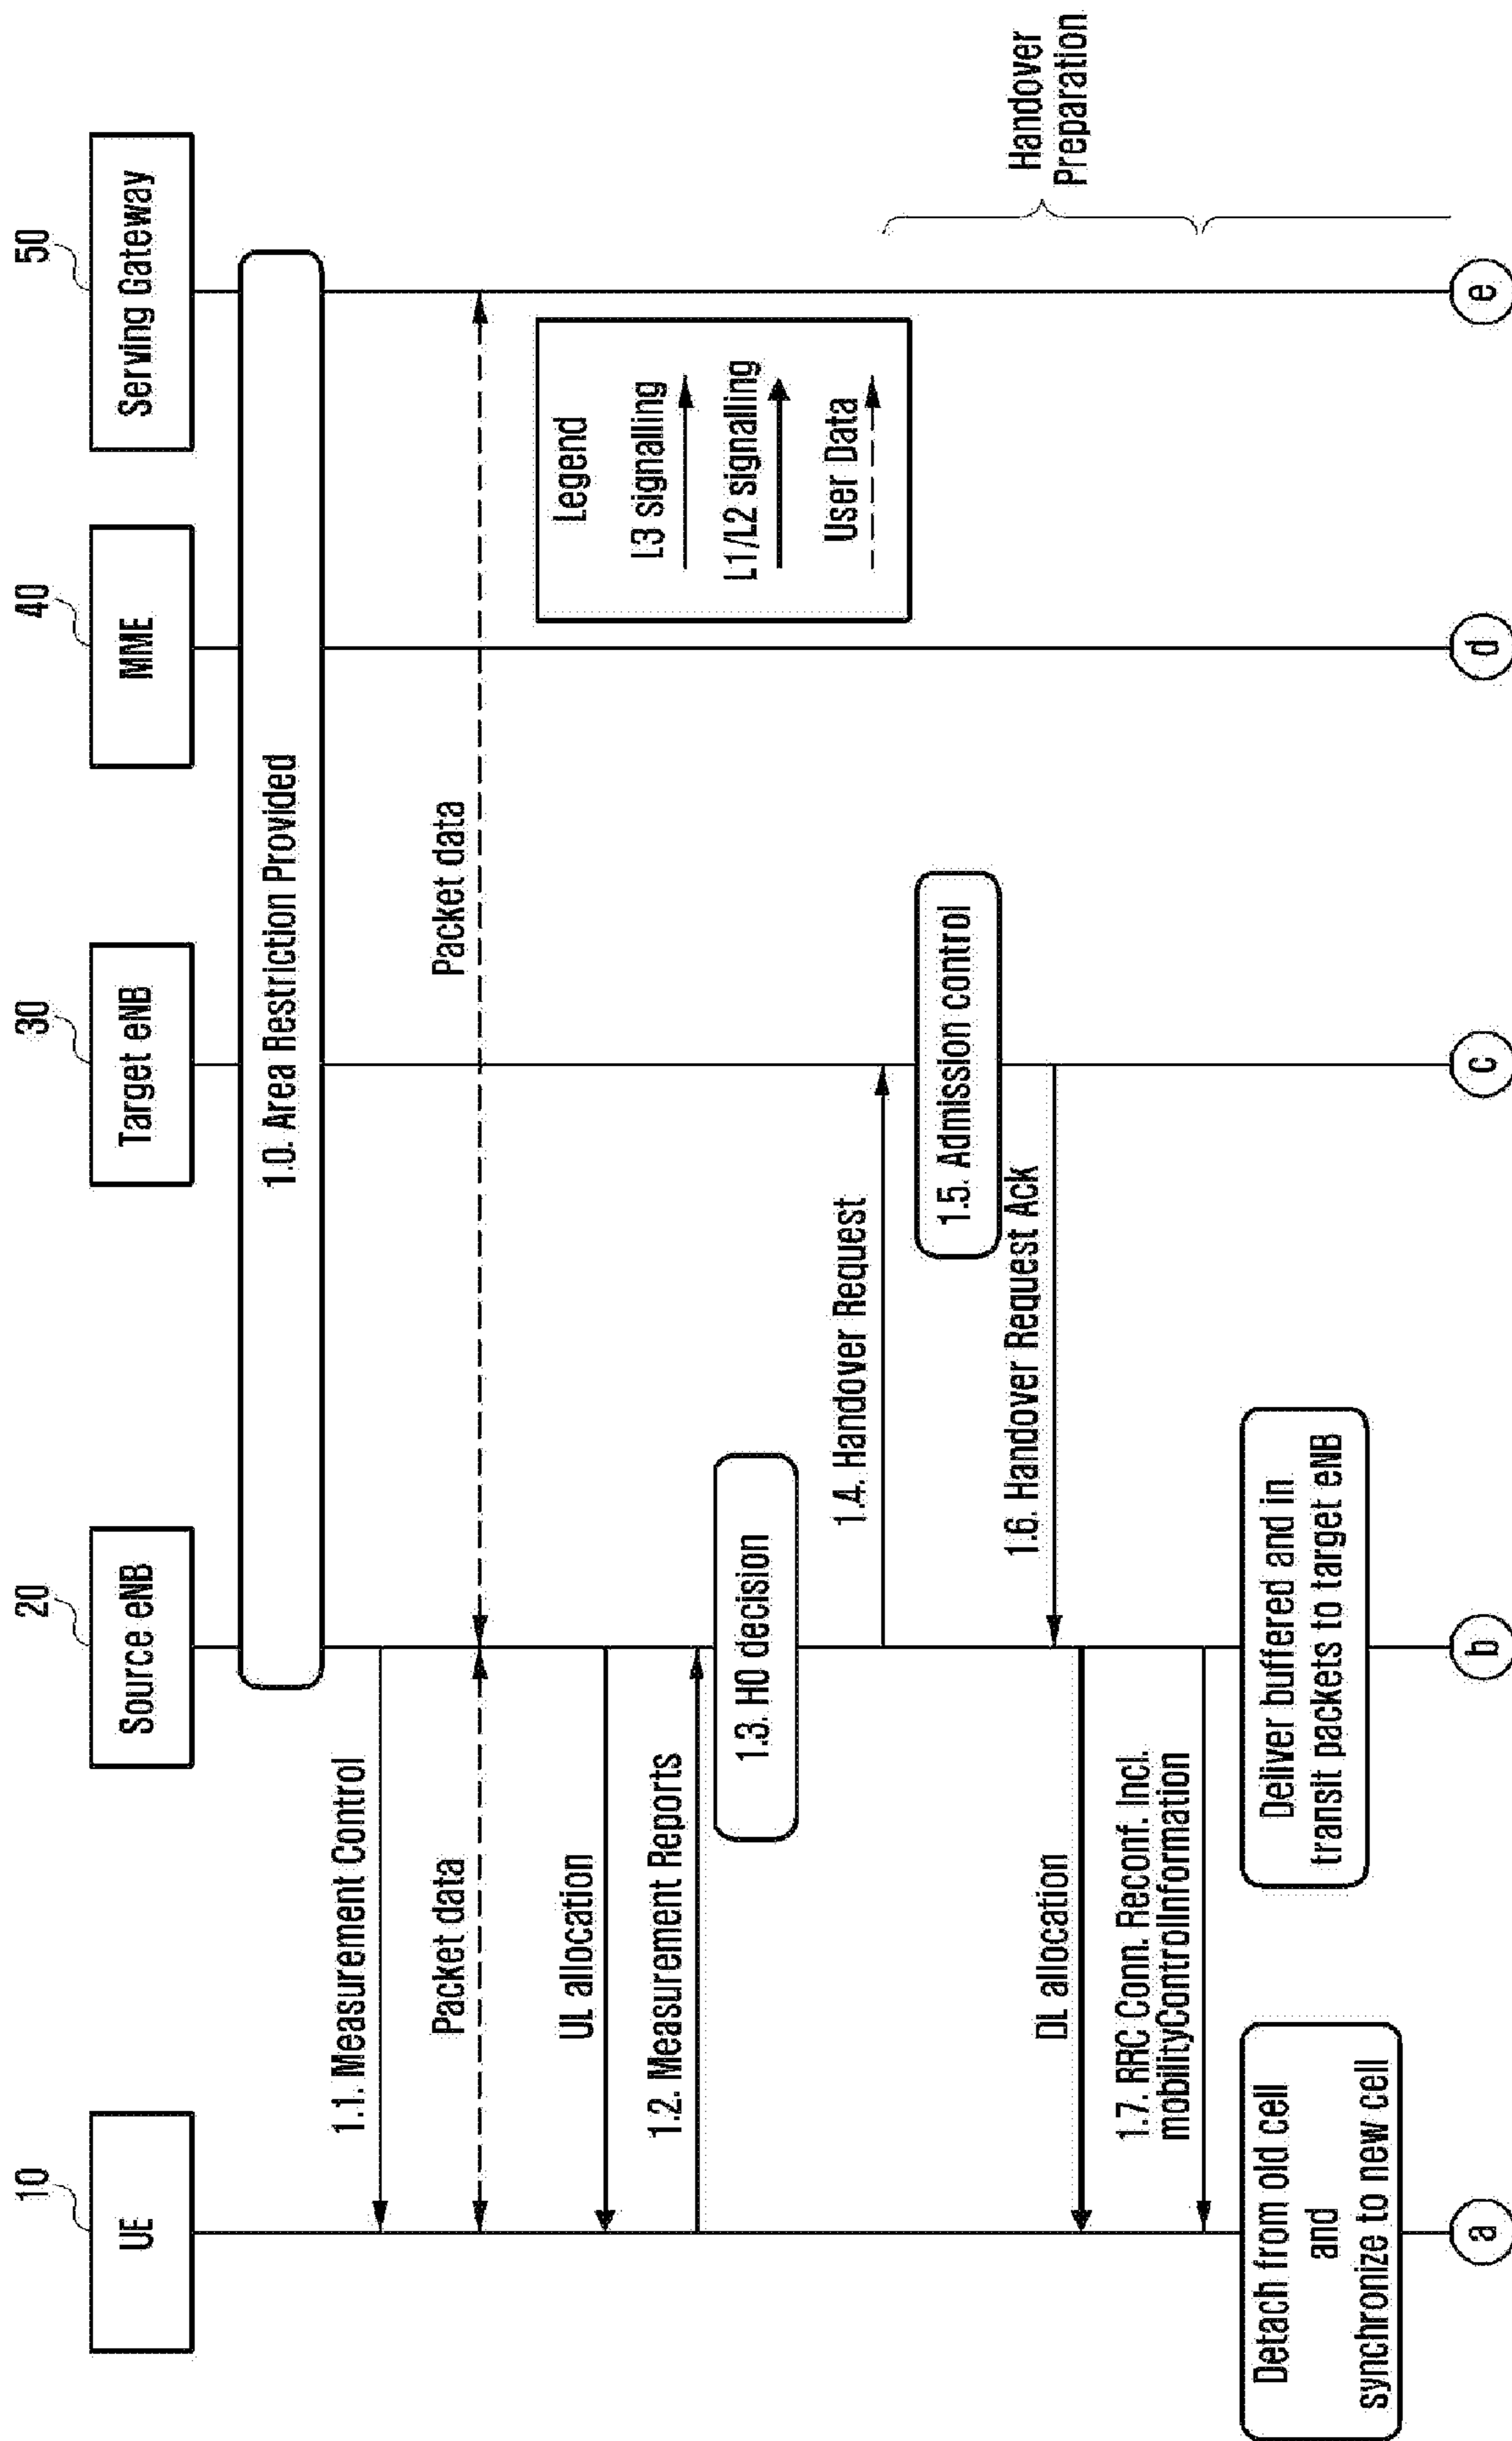 10
20
30
40
50
UE
Source eNB
Target eNB
MME
Serving Gateway
1.0. Area Restriction Provided
1.1. Measurement Control
Packet data
Packet data
UL allocation
Legend
L3 signalling
L1/L2 signalling
User Data
1.2. Measurement Reports
1.3. HO decision
1.4. Handover Request
1.5. Admission control
1.6. Handover Request Ack
Handover
Preparation
DL allocation
1.7. RRC Conn. Reconf. Incl.
mobilityControlInformation
Detach from old cell
and
synchronize to new cell
Deliver buffered and in
transit packets to target eNB
a
b
c
d
e